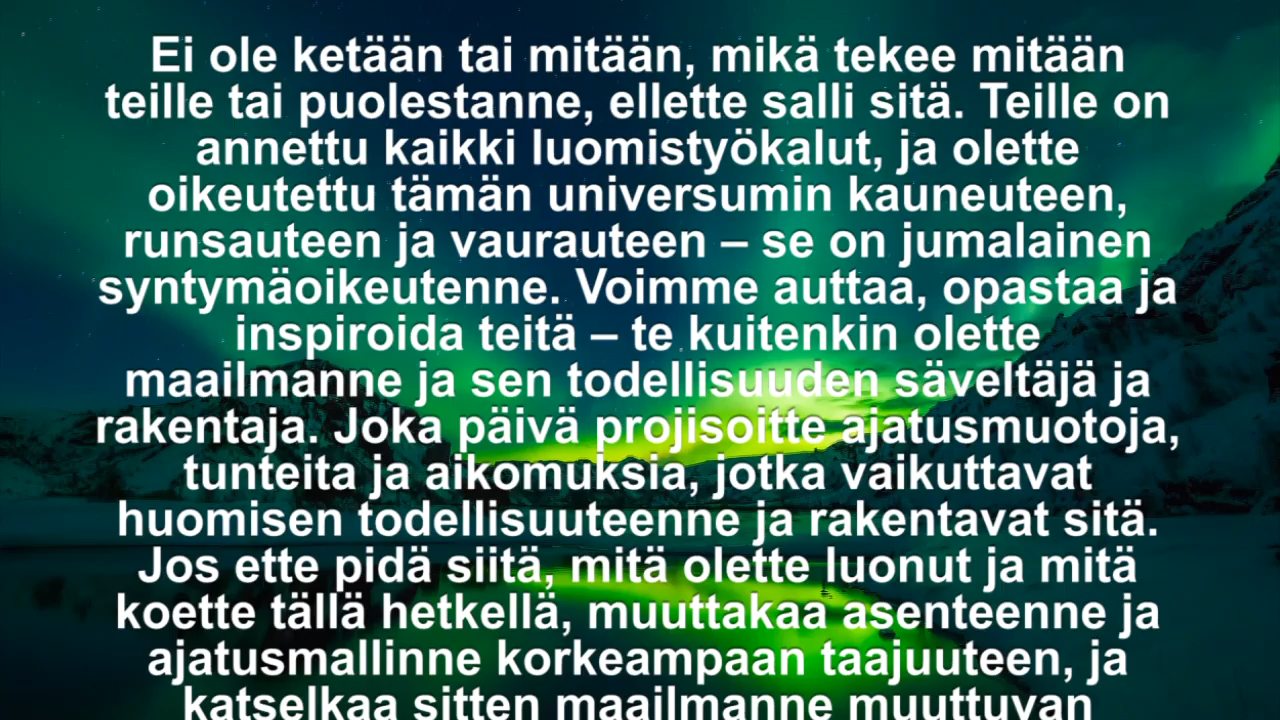 Ei ole ketään tai mitään, mikä tekee mitään
teille tai puolestanne, ellette salli sitä. Teille on
annettu kaikki luomistyökalut, ja olette
oikeutettu tämän universumin kauneuteen,
runsauteen ja vaurauteen – se on jumalainen
syntymäoikeutenne. Voimme auttaa, opastaa ja
inspiroida teitä – te kuitenkin olette
maailmanne ja sen todellisuuden säveltäjä ja
rakentaja. Joka päivä projisoitte ajatusmuotoja,
tunteita ja aikomuksia, jotka vaikuttavat
huomisen todellisuuteenne ja rakentavat sitä.
Jos ette pidä siitä, mitä olette luonut ja mitä
koette tällä hetkellä, muuttakaa asenteenne ja
ajatusmallinne korkeampaan taajuuteen, ja
katselkaa sitten maailmanne muuttuvan